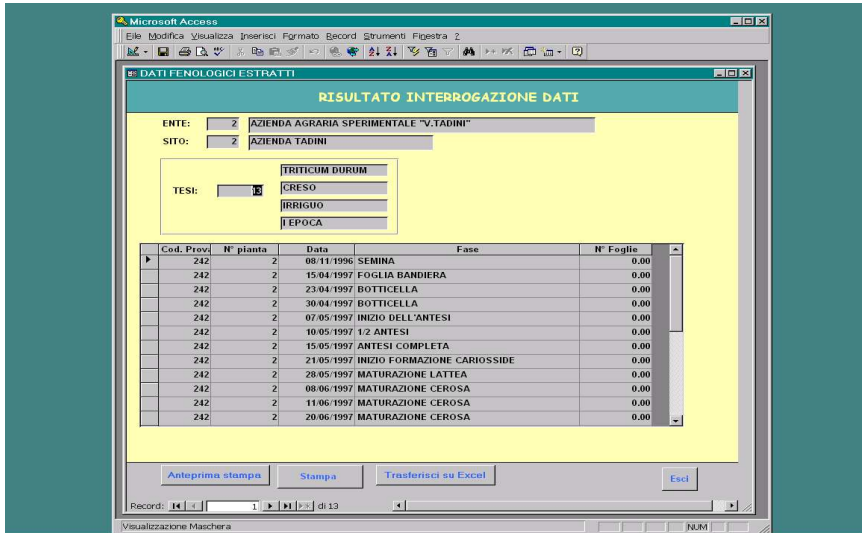 Microsoft Access
File Modifica Visualizza Inserisci Formato Record Strumenti Finestra ?
DATI FENOLOGICI ESTRATTI
RISULTATO INTERROGAZIONE DATI
ENTE: 2 AZIENDA AGRARIA SPERIMENTALE "V.TADINI"
SITO: 2 AZIENDA TADINI
TRITICUM DURUM
TESI: 13 CRESO
IRRIGUO
I EPOCA
Cod. Prova N° pianta Data Fase N° Foglie
242 2 08/11/1996 SEMINA 0.00
242 2 15/04/1997 FOGLIA BANDIERA 0.00
242 2 23/04/1997 BOTTICELLA 0.00
242 2 30/04/1997 BOTTICELLA 0.00
242 2 07/05/1997 INIZIO DELL'ANTESI 0.00
242 2 10/05/1997 1/2 ANTESI 0.00
242 2 15/05/1997 ANTESI COMPLETA 0.00
242 2 21/05/1997 INIZIO FORMAZIONE CARIOSSIDE 0.00
242 2 28/05/1997 MATURAZIONE LATTEA 0.00
242 2 08/06/1997 MATURAZIONE CEROSA 0.00
242 2 11/06/1997 MATURAZIONE CEROSA 0.00
242 2 20/06/1997 MATURAZIONE CEROSA 0.00
Anteprima stampa Stampa Trasferisci su Excel Esci
Record: 1 di 13
Visualizzazione Maschera NUM